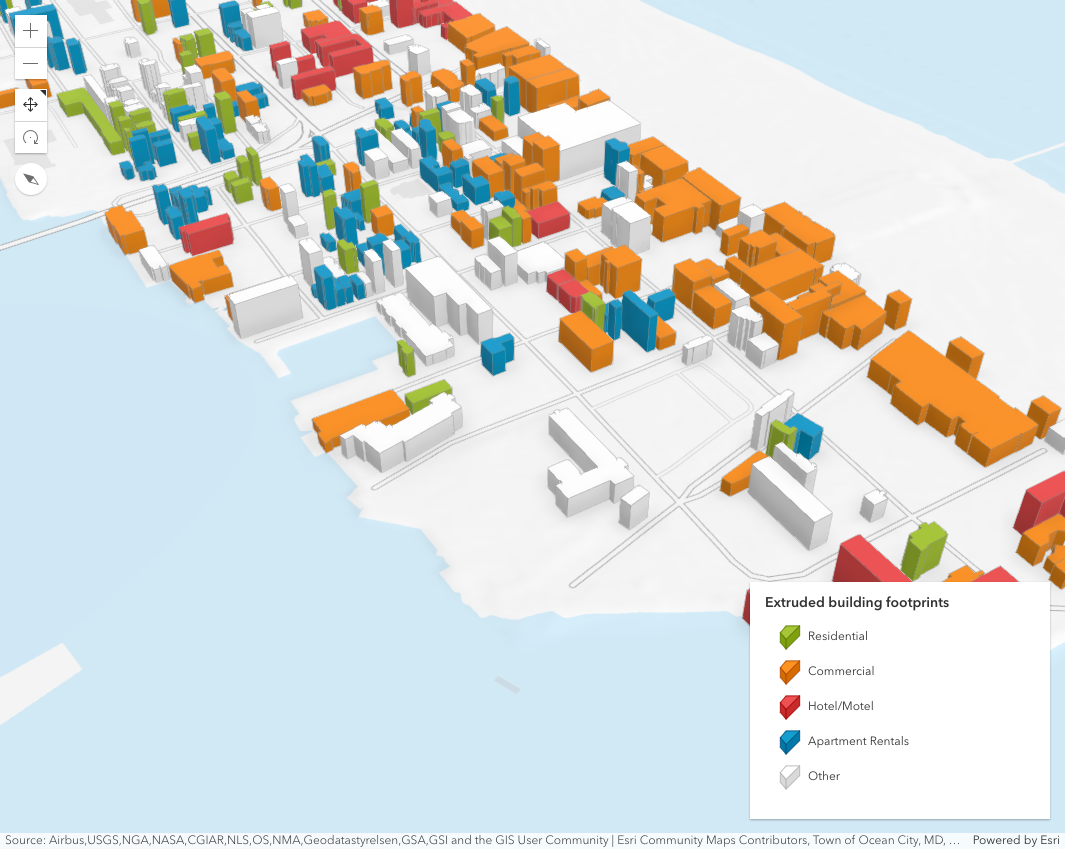 Extruded building footprints
Residential
Commercial
Hotel/Motel
Apartment Rentals
Other
Source: Airbus,USGS,NGA,NASA,CGIAR,NLS,OS,NMA,Geodatastyrelsen,GSA,GSI and the GIS User Community | Esri Community Maps Contributors, Town of Ocean City, MD, … Powered by Esri